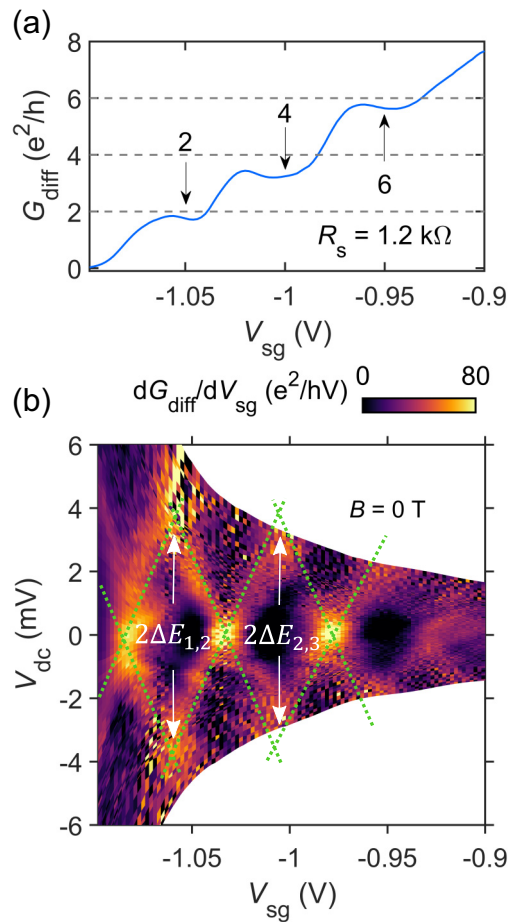 (a)
G_diff (e²/h)
8
6
4
2
0
2
4
6
R_s = 1.2 kΩ
-1.05 -1 -0.95 -0.9
V_sg (V)
dG_diff/dV_sg (e²/hV)
0 80
(b)
V_dc (mV)
6
4
2
0
-2
-4
-6
B = 0 T
2ΔE_1,2 2ΔE_2,3
-1.05 -1 -0.95 -0.9
V_sg (V)